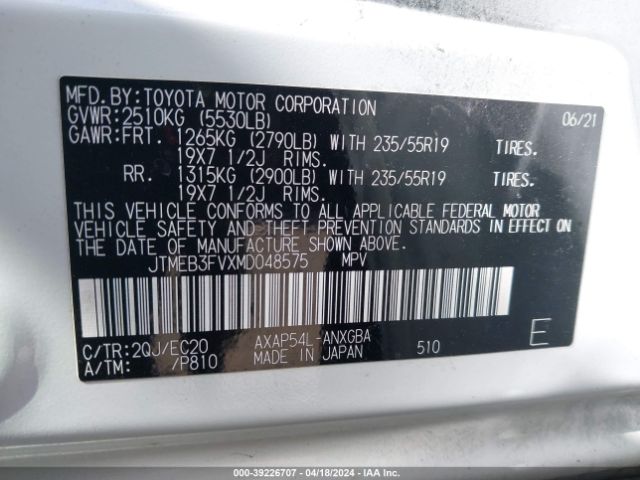 MFD.BY:TOYOTA MOTOR CORPORATION 06/21
GVWR:2510KG (5530LB)
GAWR:FRT. 1265KG (2790LB) WITH 235/55R19 TIRES.
19X7 1/2J RIMS.
RR. 1315KG (2900LB) WITH 235/55R19 TIRES.
19X7 1/2J RIMS.
THIS VEHICLE CONFORMS TO ALL APPLICABLE FEDERAL MOTOR
VEHICLE SAFETY AND THEFT PREVENTION STANDARDS IN EFFECT ON
THE DATE OF MANUFACTURE SHOWN ABOVE.
JTMEB3FVXMD048575 MPV
C/TR:2QJ/EC20 AXAP54L-ANXGBA E
A/TM: /P810 MADE IN JAPAN 510
000-39226707 - 04/18/2024 - IAA Inc.